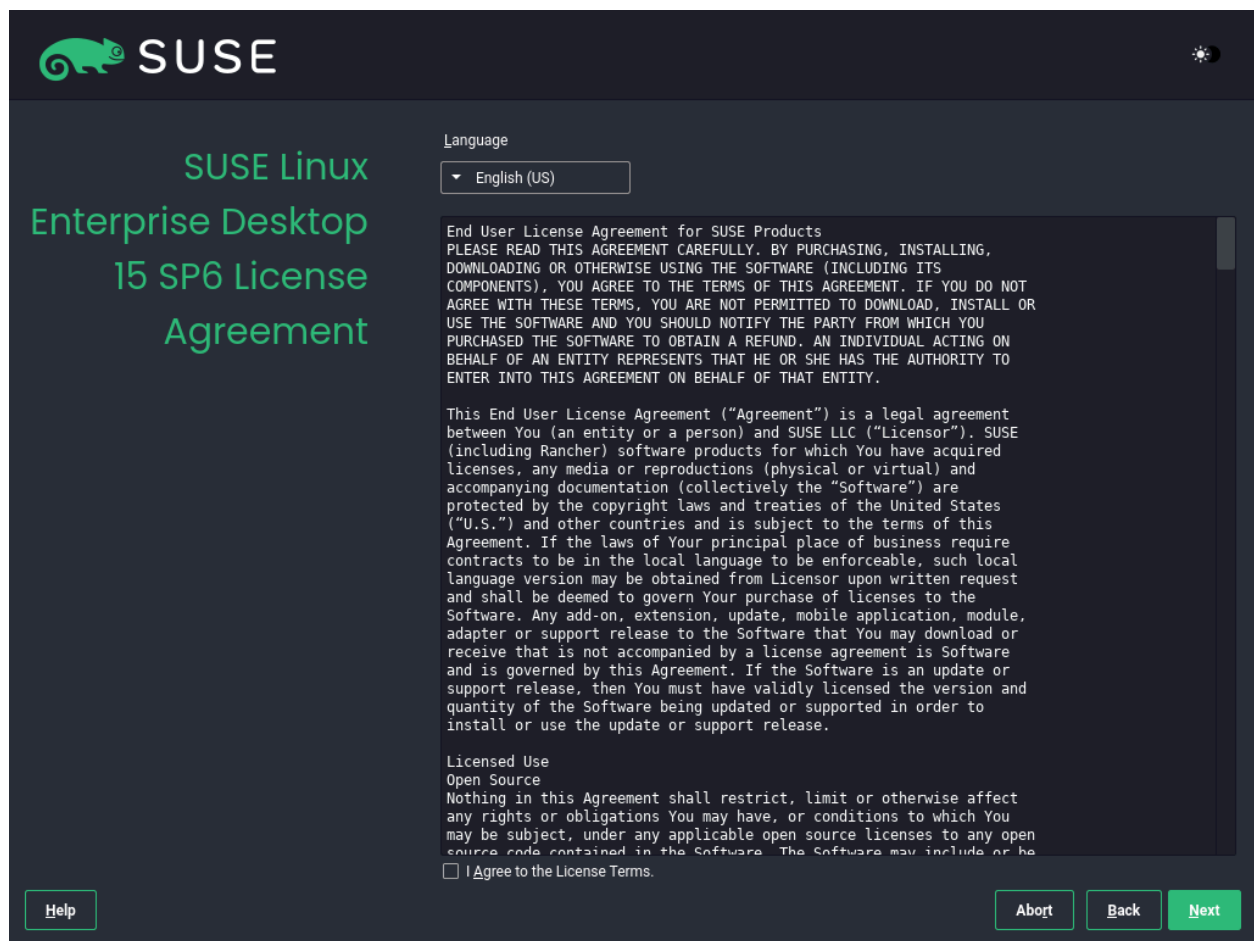 SUSE
SUSE Linux
Enterprise Desktop
15 SP6 License
Agreement
Language
English (US)
End User License Agreement for SUSE Products
PLEASE READ THIS AGREEMENT CAREFULLY. BY PURCHASING, INSTALLING,
DOWNLOADING OR OTHERWISE USING THE SOFTWARE (INCLUDING ITS
COMPONENTS), YOU AGREE TO THE TERMS OF THIS AGREEMENT. IF YOU DO NOT
AGREE WITH THESE TERMS, YOU ARE NOT PERMITTED TO DOWNLOAD, INSTALL OR
USE THE SOFTWARE AND YOU SHOULD NOTIFY THE PARTY FROM WHICH YOU
PURCHASED THE SOFTWARE TO OBTAIN A REFUND. AN INDIVIDUAL ACTING ON
BEHALF OF AN ENTITY REPRESENTS THAT HE OR SHE HAS THE AUTHORITY TO
ENTER INTO THIS AGREEMENT ON BEHALF OF THAT ENTITY.
This End User License Agreement (“Agreement”) is a legal agreement
between You (an entity or a person) and SUSE LLC (“Licensor”). SUSE
(including Rancher) software products for which You have acquired
licenses, any media or reproductions (physical or virtual) and
accompanying documentation (collectively the “Software”) are
protected by the copyright laws and treaties of the United States
(“U.S.”) and other countries and is subject to the terms of this
Agreement. If the laws of Your principal place of business require
contracts to be in the local language to be enforceable, such local
language version may be obtained from Licensor upon written request
and shall be deemed to govern Your purchase of licenses to the
Software. Any add-on, extension, update, mobile application, module,
adapter or support release to the Software that You may download or
receive that is not accompanied by a license agreement is Software
and is governed by this Agreement. If the Software is an update or
support release, then You must have validly licensed the version and
quantity of the Software being updated or supported in order to
install or use the update or support release.
Licensed Use
Open Source
Nothing in this Agreement shall restrict, limit or otherwise affect
any rights or obligations You may have, or conditions to which You
may be subject, under any applicable open source licenses to any open
source code contained in the Software. The Software may include or be
I Agree to the License Terms.
Help
Abort
Back
Next